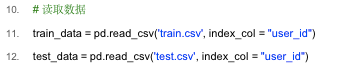 10. # 读取数据
11. train_data = pd.read_csv('train.csv', index_col = "user_id")
12. test_data = pd.read_csv('test.csv', index_col = "user_id")